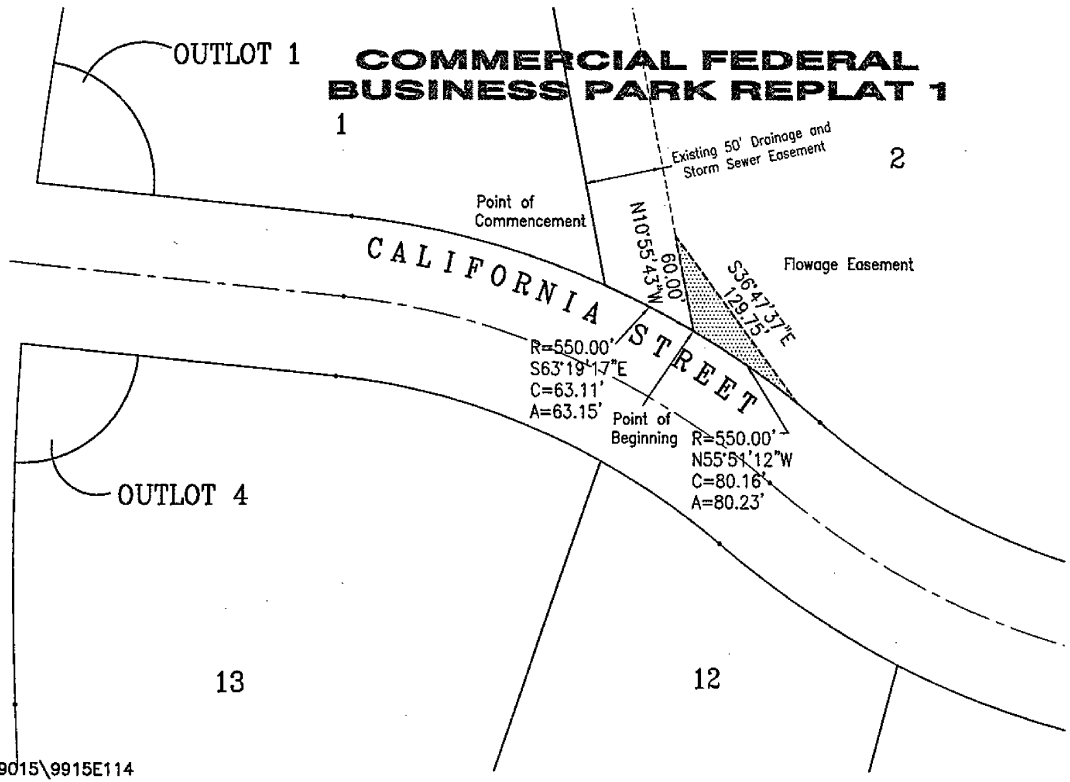 OUTLOT 1
COMMERCIAL FEDERAL
BUSINESS PARK REPLAT 1
1
Existing 50' Drainage and
Storm Sewer Easement
2
Point of
Commencement
N10°55'43"W
60.00'
S36°47'37"E
129.75'
Flowage Easement
CALIFORNIA STREET
R=550.00'
S63°19'17"E
C=63.11'
A=63.15'
Point of
Beginning
R=550.00'
N55°51'12"W
C=80.16'
A=80.23'
OUTLOT 4
13
12
9015\9915E114